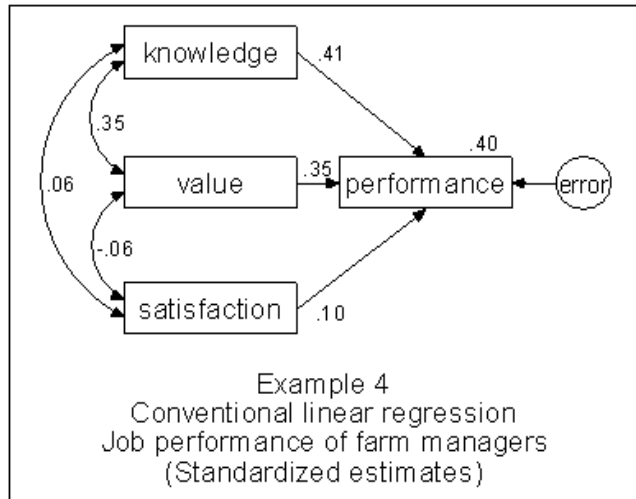 knowledge
.41
.35
.40
value
.35
performance
error
.06
-.06
satisfaction
.10
Example 4
Conventional linear regression
Job performance of farm managers
(Standardized estimates)